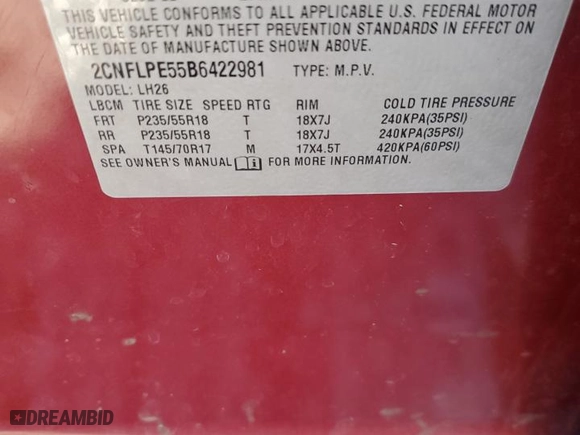 THIS VEHICLE CONFORMS TO ALL APPLICABLE U.S. FEDERAL MOTOR
VEHICLE SAFETY AND THEFT PREVENTION STANDARDS IN EFFECT ON
THE DATE OF MANUFACTURE SHOWN ABOVE.
2CNFLPE55B6422981 TYPE: M.P.V.
MODEL: LH26
LBCM TIRE SIZE SPEED RTG RIM COLD TIRE PRESSURE
FRT P235/55R18 T 18X7J 240KPA(35PSI)
RR P235/55R18 T 18X7J 240KPA(35PSI)
SPA T145/70R17 M 17X4.5T 420KPA(60PSI)
SEE OWNER'S MANUAL FOR MORE INFORMATION.
DREAMBID